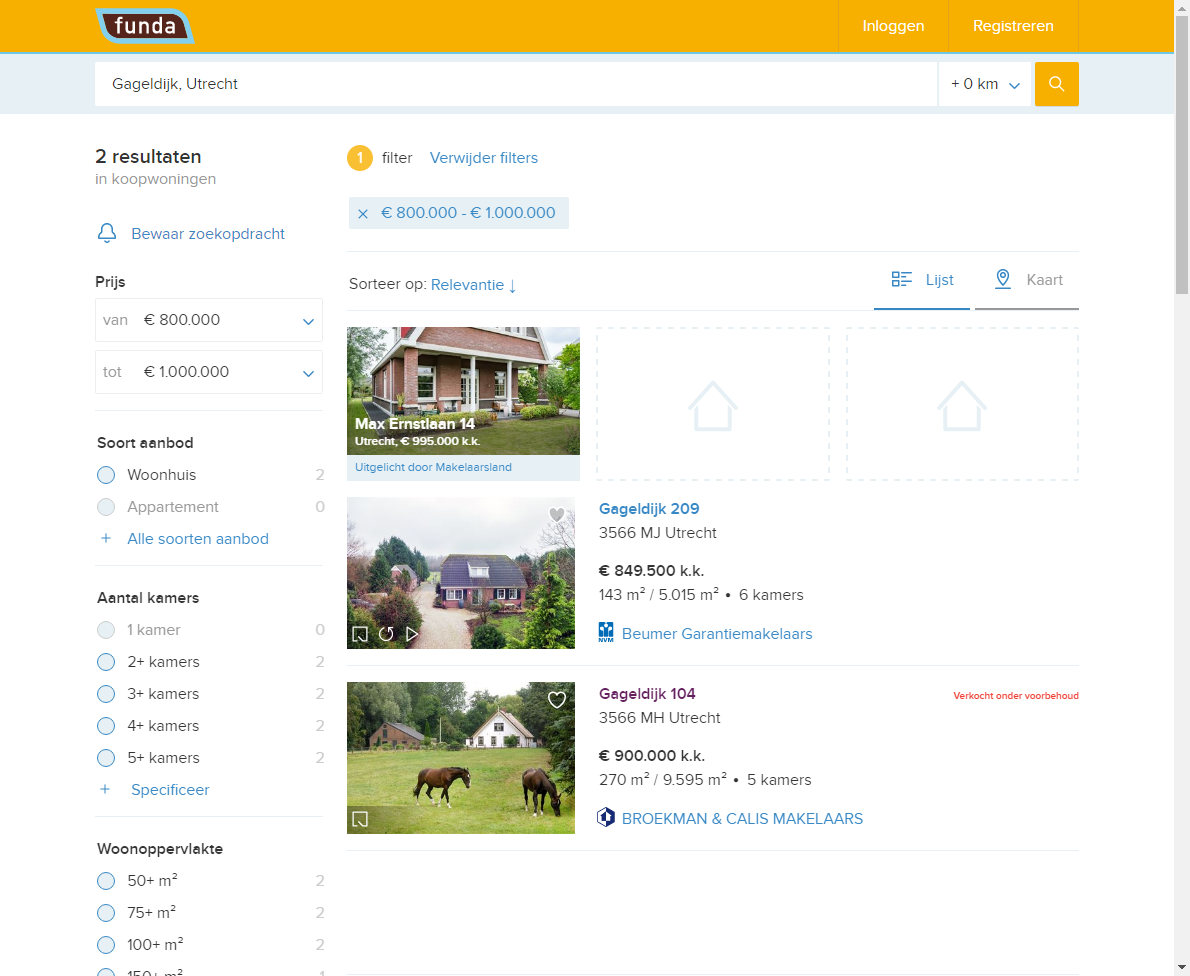 funda
Inloggen
Registreren
Gageldijk, Utrecht
+ 0 km
2 resultaten
in koopwoningen
Bewaar zoekopdracht
Prijs
van € 800.000
tot € 1.000.000
Soort aanbod
Woonhuis 2
Appartement 0
+ Alle soorten aanbod
Aantal kamers
1 kamer 0
2+ kamers 2
3+ kamers 2
4+ kamers 2
5+ kamers 2
+ Specificeer
Woonoppervlakte
50+ m² 2
75+ m² 2
100+ m² 2
150+ m² 1
1 filter Verwijder filters
× € 800.000 - € 1.000.000
Sorteer op: Relevantie ↓
Lijst
Kaart
Max Ernstlaan 14
Utrecht, € 995.000 k.k.
Uitgelicht door Makelaarsland
Gageldijk 209
3566 MJ Utrecht
€ 849.500 k.k.
143 m² / 5.015 m² • 6 kamers
NVM Beumer Garantiemakelaars
Gageldijk 104
Verkocht onder voorbehoud
3566 MH Utrecht
€ 900.000 k.k.
270 m² / 9.595 m² • 5 kamers
BROEKMAN & CALIS MAKELAARS